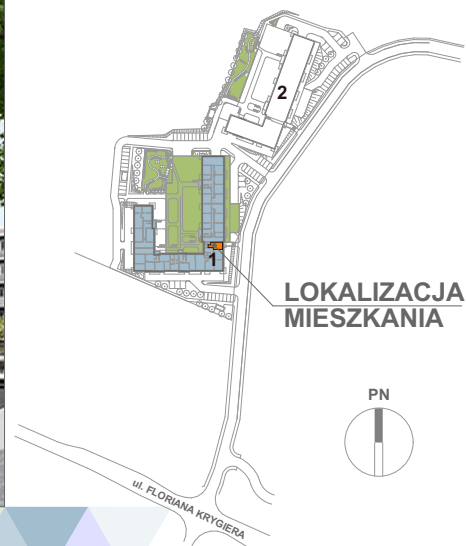 2
1
LOKALIZACJA
MIESZKANIA
PN
ul. FLORIANA KRYGIERA